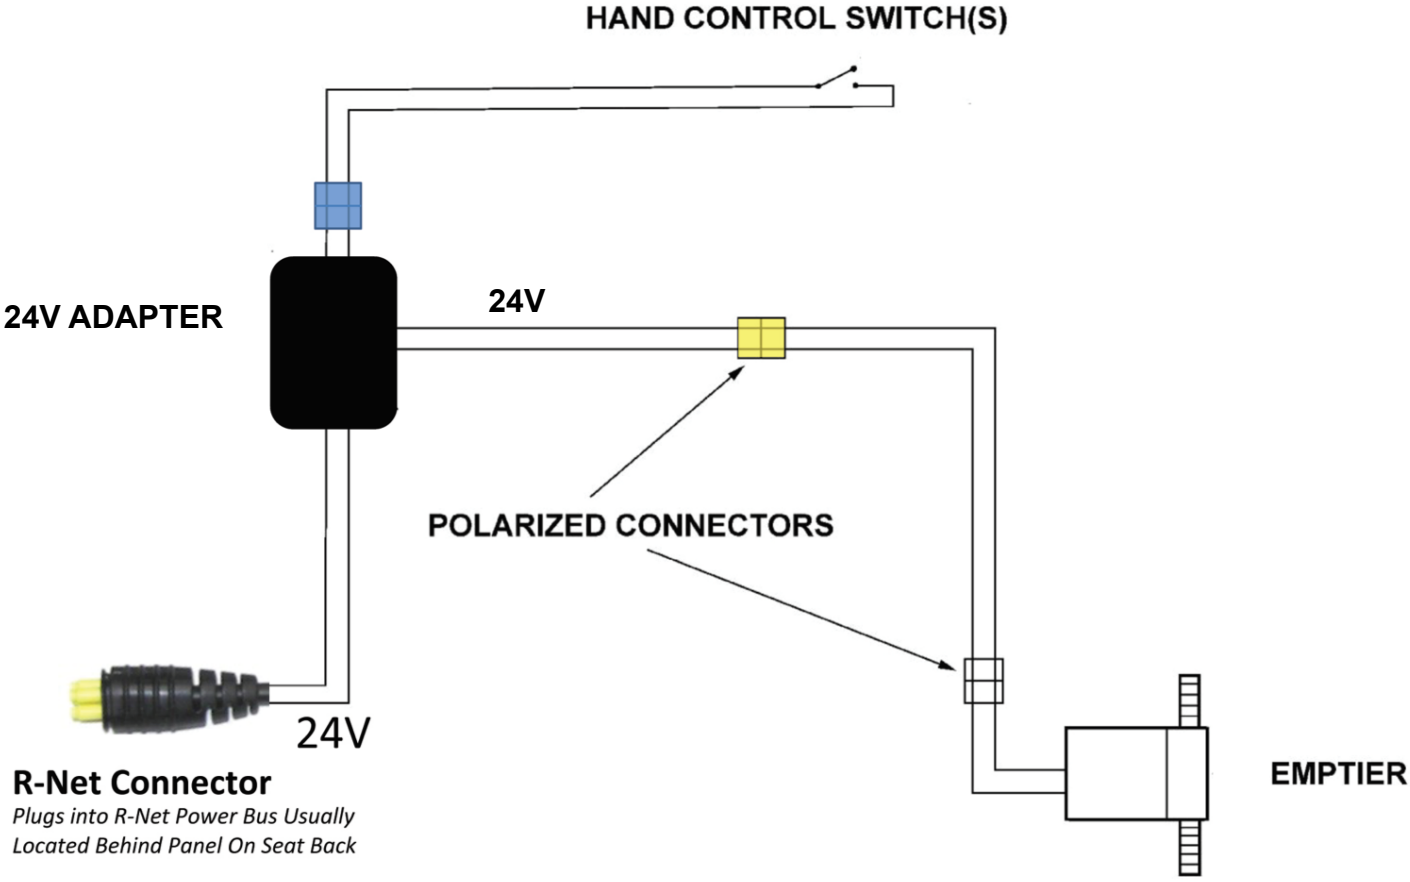 HAND CONTROL SWITCH(S)
24V ADAPTER
24V
POLARIZED CONNECTORS
24V
R-Net Connector
Plugs into R-Net Power Bus Usually
Located Behind Panel On Seat Back
EMPTIER